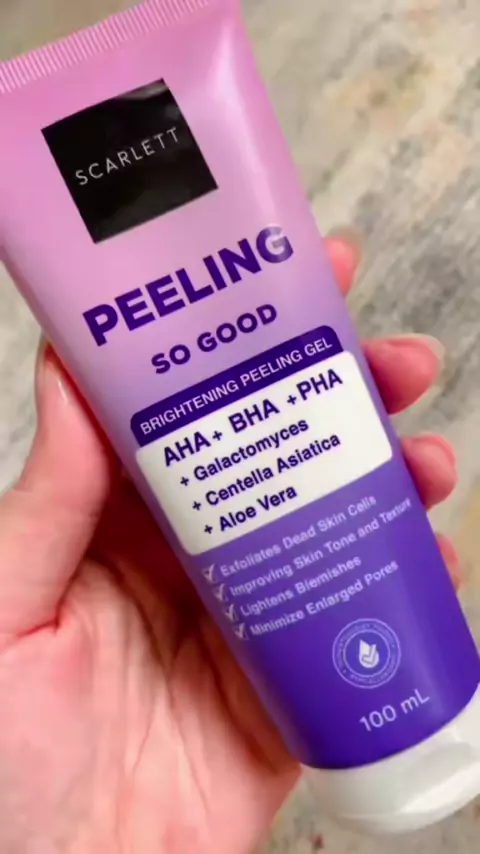 SCARLETT
PEELING
SO GOOD
BRIGHTENING PEELING GEL
AHA + BHA + PHA
+ Galactomyces
+ Centella Asiatica
+ Aloe Vera
Exfoliates Dead Skin Cells
Improving Skin Tone and Texture
Lightens Blemishes
Minimize Enlarged Pores
100 mL